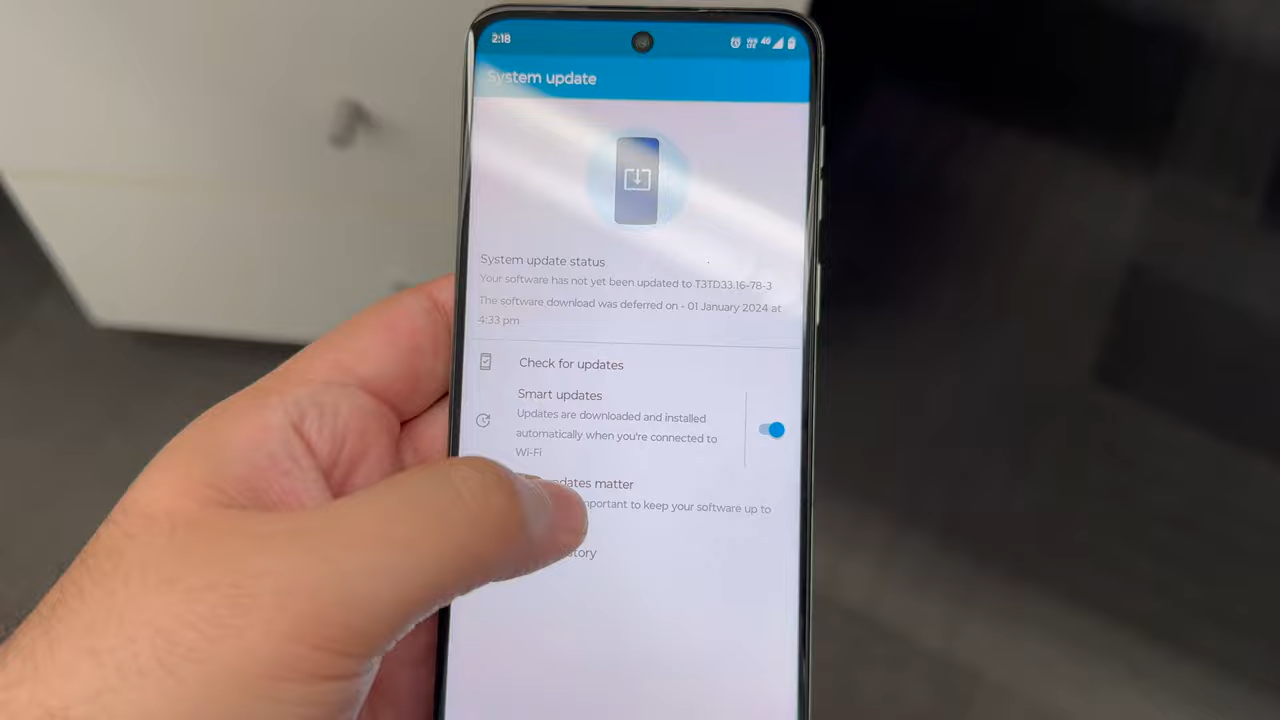 2:18
VoLTE 4G
System update
System update status
Your software has not yet been updated to T3TD33.16-78-3
The software download was deferred on - 01 January 2024 at
4:33 pm
Check for updates
Smart updates
Updates are downloaded and installed
automatically when you're connected to
Wi-Fi
matter
to keep your software up to